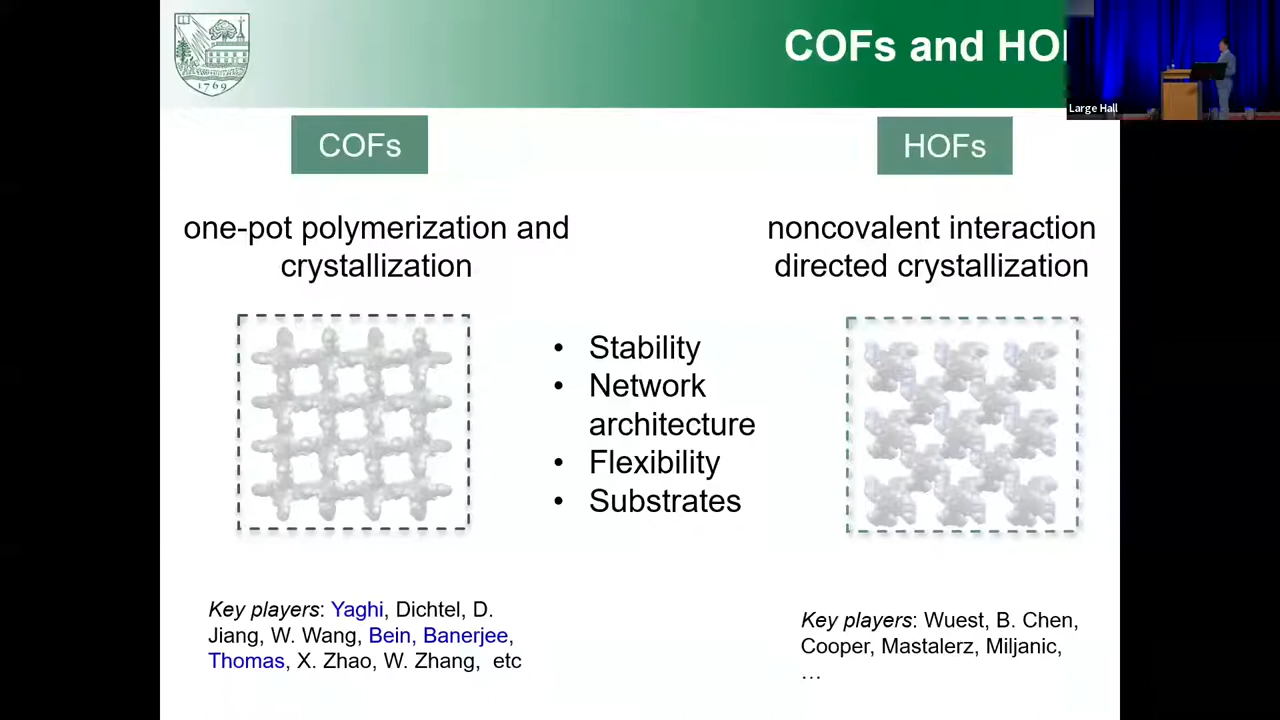 COFs and HO
Large Hall
1769
COFs
HOFs
one-pot polymerization and
crystallization
noncovalent interaction
directed crystallization
• Stability
• Network
architecture
• Flexibility
• Substrates
Key players: Yaghi, Dichtel, D.
Jiang, W. Wang, Bein, Banerjee,
Thomas, X. Zhao, W. Zhang, etc
Key players: Wuest, B. Chen,
Cooper, Mastalerz, Miljanic,
…